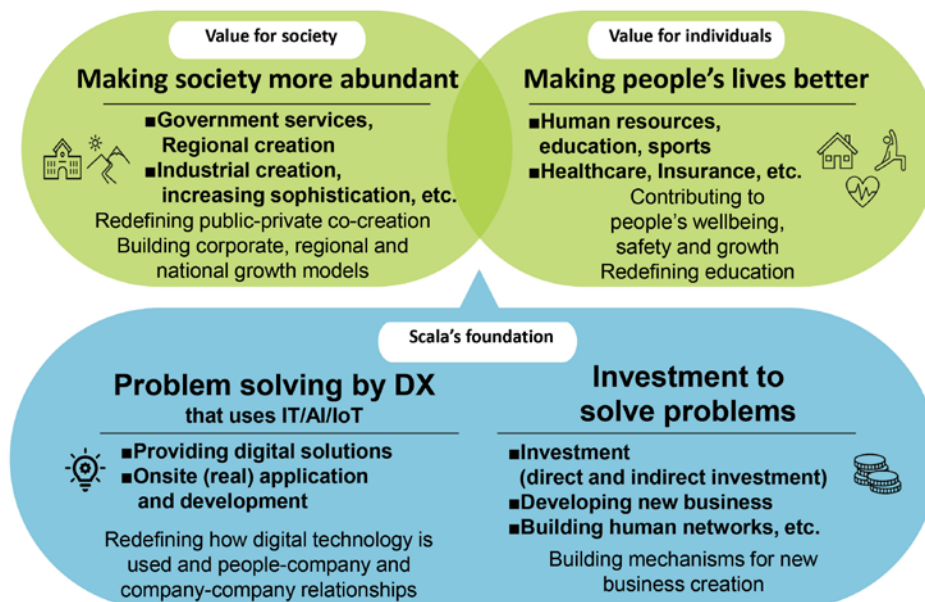 Value for society
Making society more abundant
■Government services,
Regional creation
■Industrial creation,
increasing sophistication, etc.
Redefining public-private co-creation
Building corporate, regional and
national growth models
Value for individuals
Making people's lives better
■Human resources,
education, sports
■Healthcare, Insurance, etc.
Contributing to
people's wellbeing,
safety and growth
Redefining education
Scala's foundation
Problem solving by DX
that uses IT/AI/IoT
■Providing digital solutions
■Onsite (real) application
and development
Redefining how digital technology is
used and people-company and
company-company relationships
Investment to
solve problems
■Investment
(direct and indirect investment)
■Developing new business
■Building human networks, etc.
Building mechanisms for new
business creation